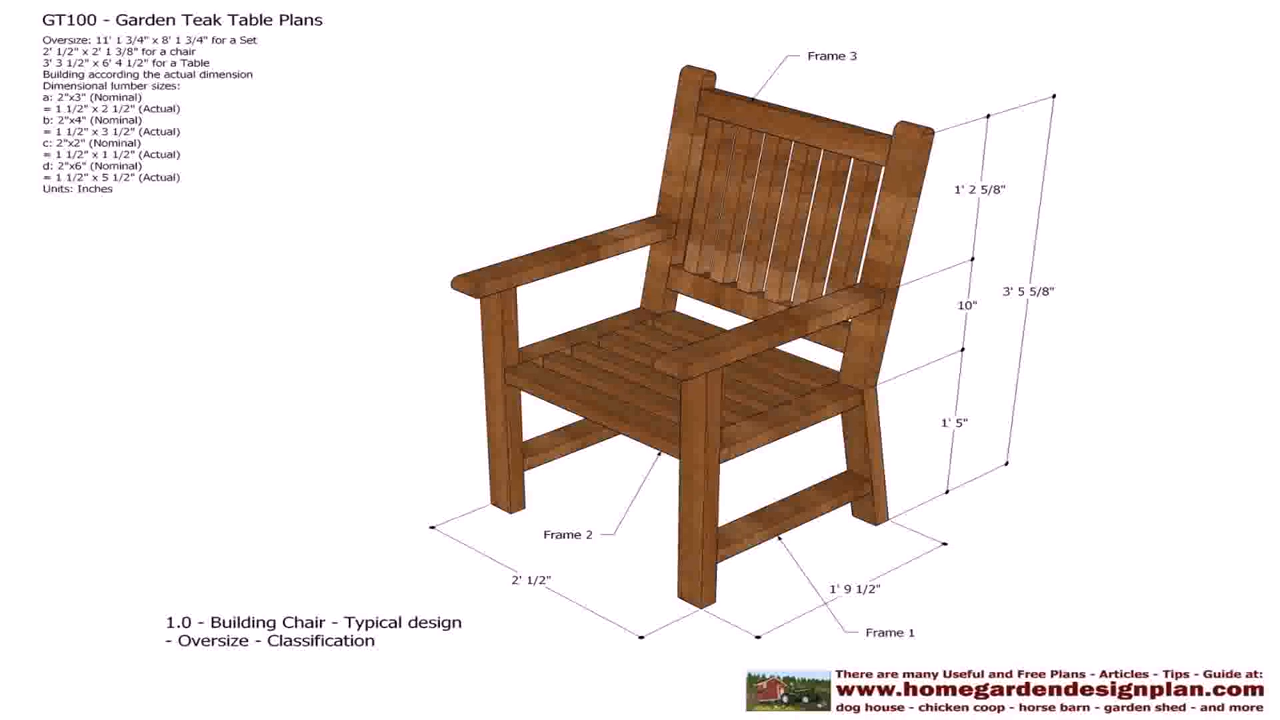 GT100 - Garden Teak Table Plans
Oversize: 11' 1 3/4" x 8' 1 3/4" for a Set
2' 1/2" x 2' 1 3/8" for a chair
3' 3 1/2" x 6' 4 1/2" for a Table
Building according the actual dimension
Dimensional lumber sizes:
a: 2"x3" (Nominal)
= 1 1/2" x 2 1/2" (Actual)
b: 2"x4" (Nominal)
= 1 1/2" x 3 1/2" (Actual)
c: 2"x2" (Nominal)
= 1 1/2" x 1 1/2" (Actual)
d: 2"x6" (Nominal)
= 1 1/2" x 5 1/2" (Actual)
Units: Inches
Frame 3
1' 2 5/8"
3' 5 5/8"
10"
1' 5"
Frame 2
2' 1/2"
1' 9 1/2"
Frame 1
1.0 - Building Chair - Typical design
- Oversize - Classification
There are many Useful and Free Plans - Articles - Tips - Guide at:
www.homegardendesignplan.com
dog house - chicken coop - horse barn - garden shed - and more